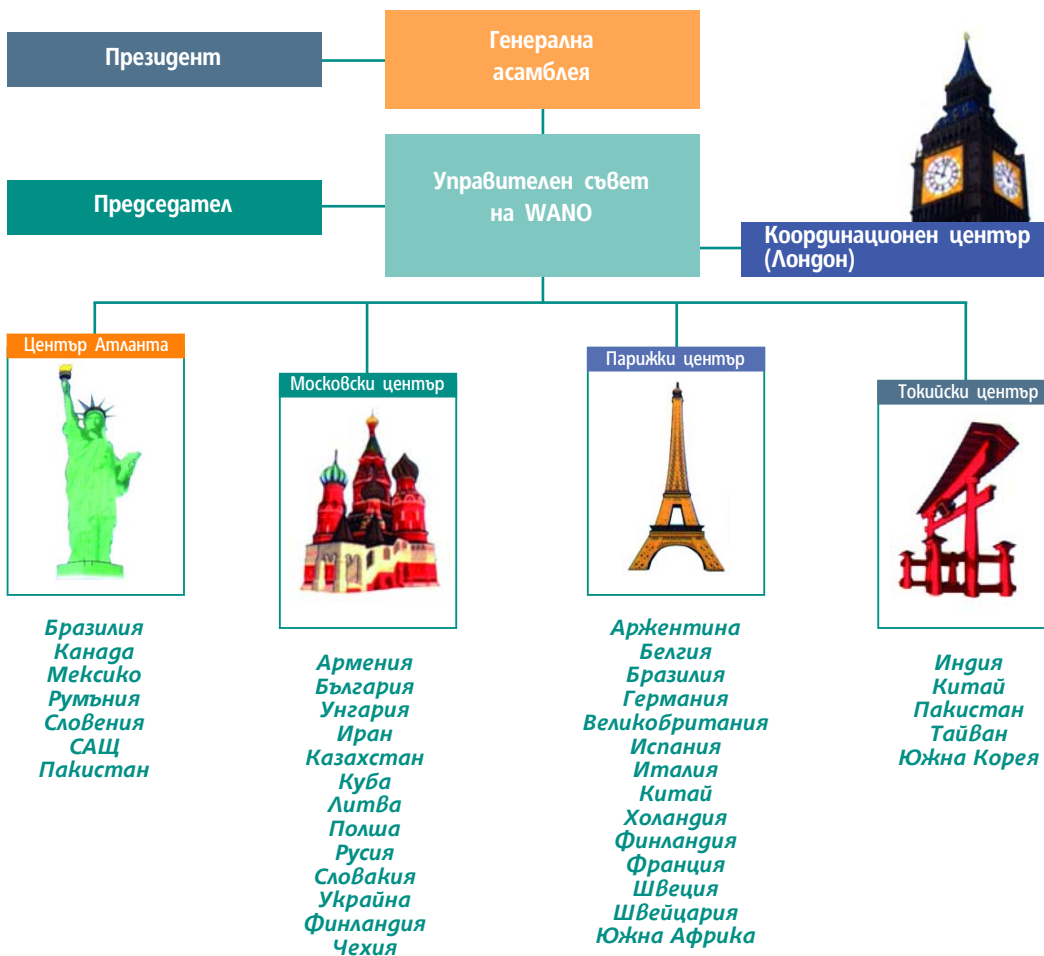 Президент
Генерална
асамблея
Председател
Управителен съвет
на WANO
Координационен център
(Лондон)
Център Атланта
Бразилия
Канада
Мексико
Румъния
Словения
САЩ
Пакистан
Московски център
Армения
България
Унгария
Иран
Казахстан
Куба
Литва
Полша
Русия
Словакия
Украйна
Финландия
Чехия
Парижки център
Аржентина
Белгия
Бразилия
Германия
Великобритания
Испания
Италия
Китай
Холандия
Финландия
Франция
Швеция
Швейцария
Южна Африка
Токийски център
Индия
Китай
Пакистан
Тайван
Южна Корея